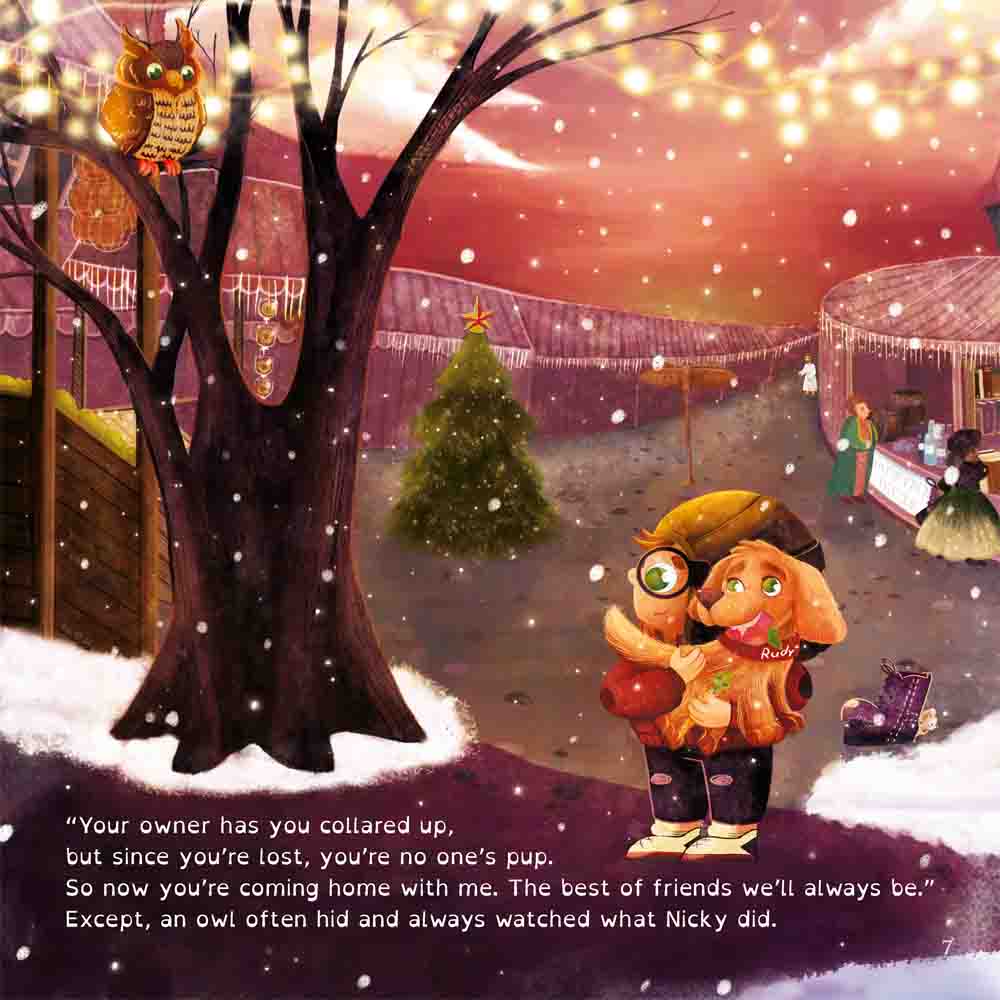 Rudy
“Your owner has you collared up,
but since you’re lost, you’re no one’s pup.
So now you’re coming home with me. The best of friends we’ll always be.”
Except, an owl often hid and always watched what Nicky did.
7